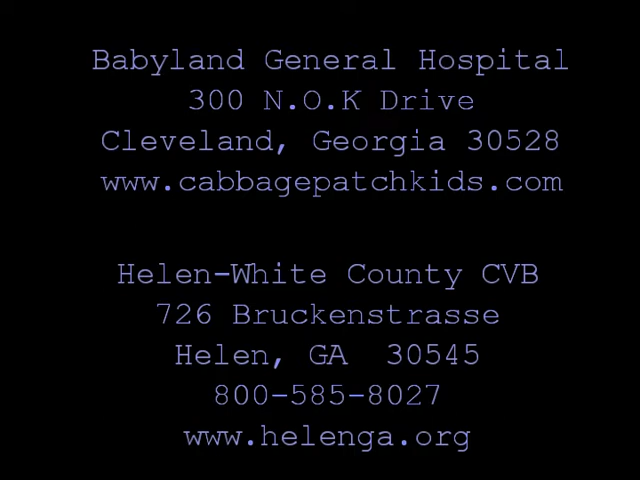 Babyland General Hospital
300 N.O.K Drive
Cleveland, Georgia 30528
www.cabbagepatchkids.com
Helen-White County CVB
726 Bruckenstrasse
Helen, GA  30545
800-585-8027
www.helenga.org